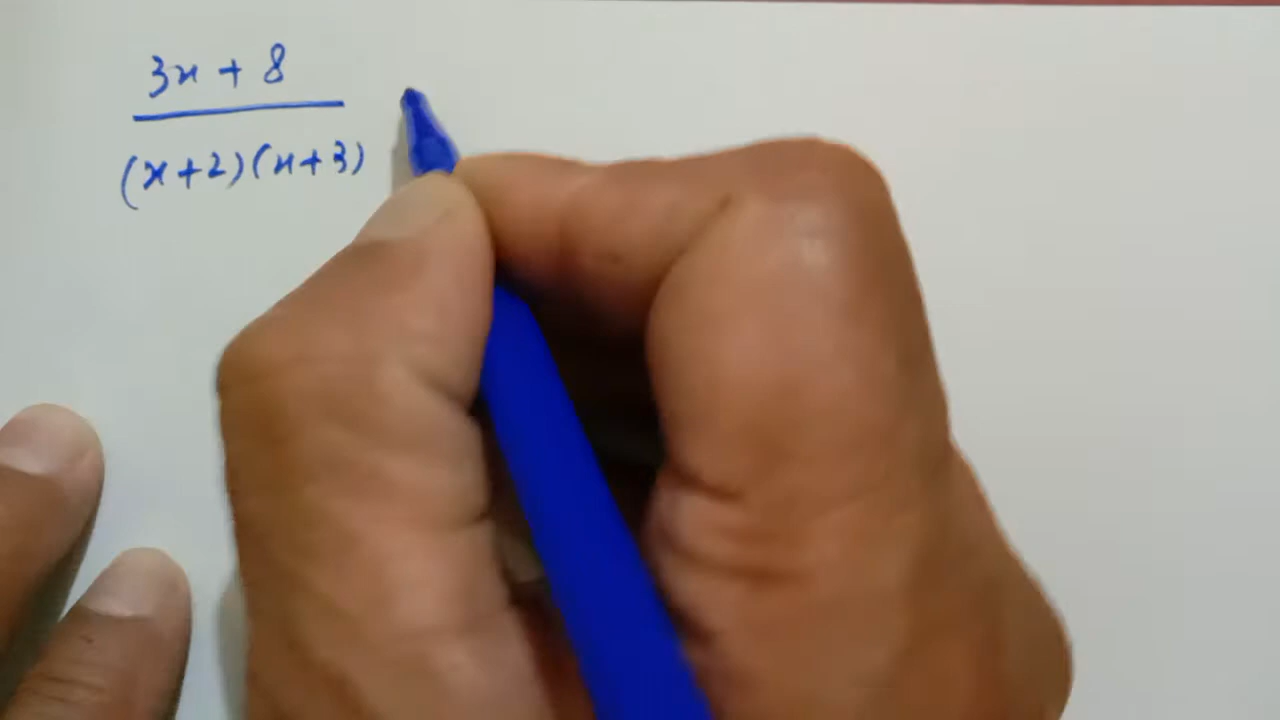 3x + 8
(x+2)(x+3)